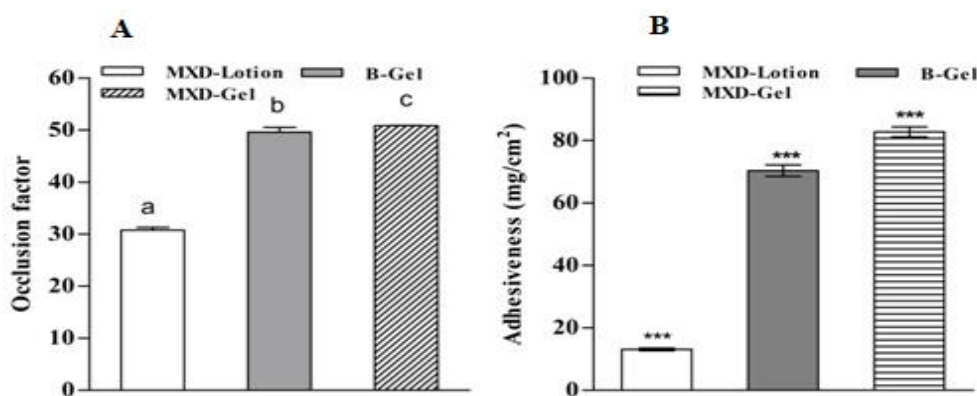 A
MXD-Lotion B-Gel
MXD-Gel
Occlusion factor
60
50
40
30
20
10
0
a
b
c
B
MXD-Lotion B-Gel
MXD-Gel
Adhesiveness (mg/cm²)
100
80
60
40
20
0
***
***
***